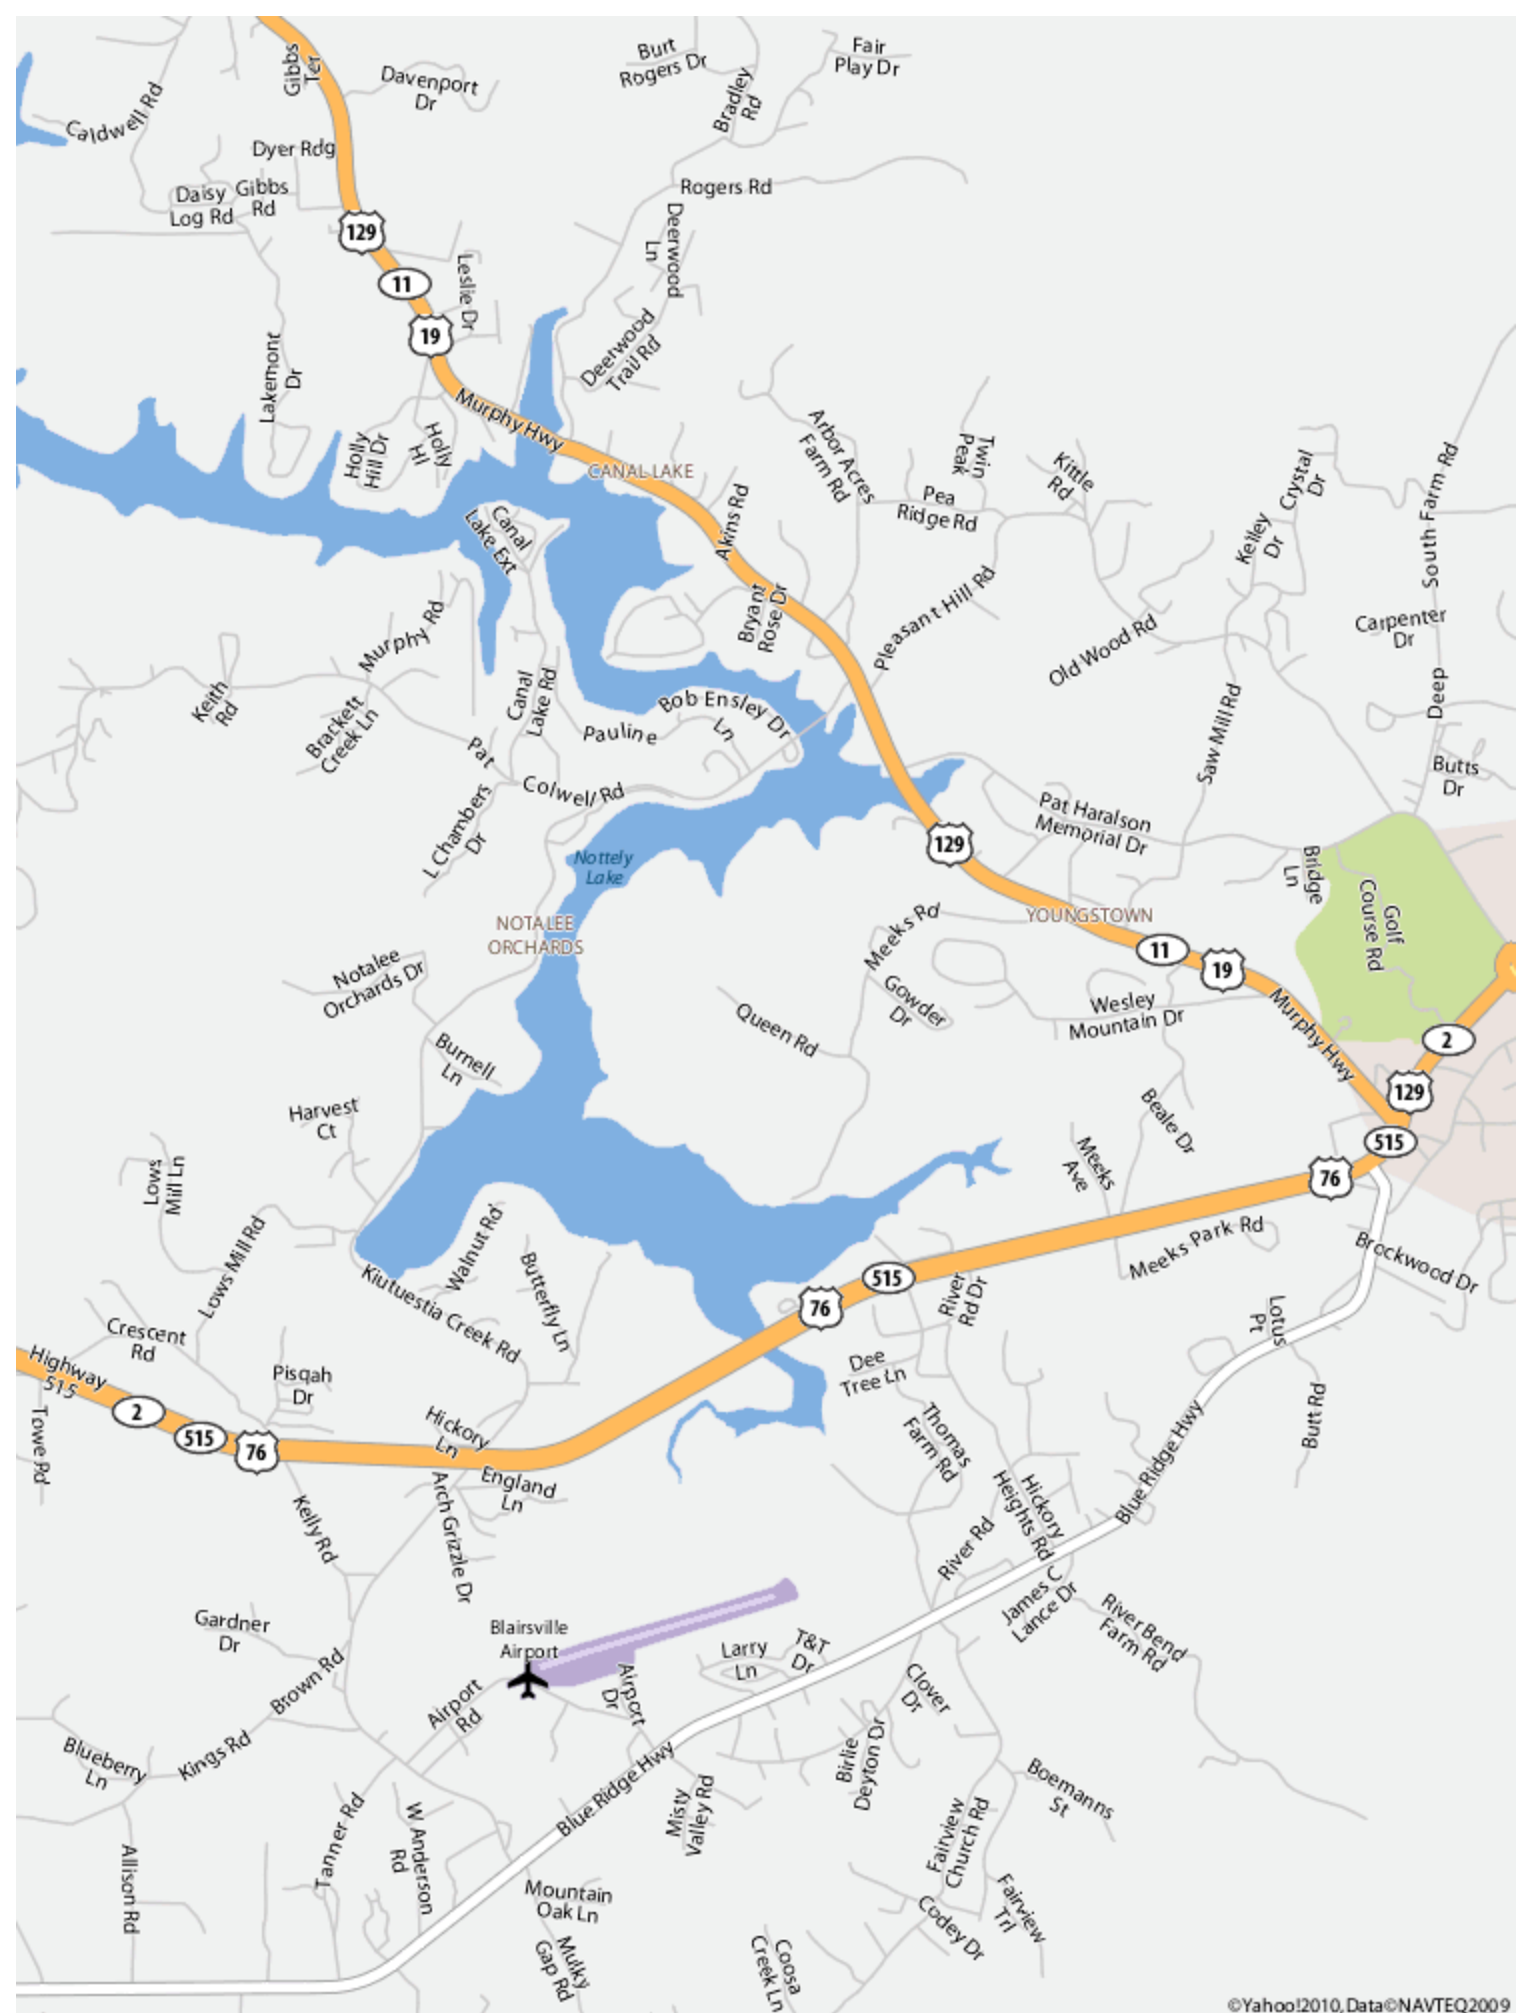 Gibbs
Ter
Davenport
Dr
Burt
Rogers Dr
Fair
Play Dr
Bradley
Rd
Caldwell Rd
Dyer Rdg
Daisy
Log Rd
Gibbs
Rd
Rogers Rd
129
Deerwood
Ln
11
Leslie Dr
19
Deerwood
Trail Rd
Lakemont
Dr
Murphy Hwy
Holly
Hill Dr
Holly
Hl
CANAL LAKE
Arbor Acres
Farm Rd
Twin
Peak
Kittle
Rd
Crystal
Dr
South Farm Rd
Pea
Ridge Rd
Canal
Lake Ext
Akins Rd
Kelley
Dr
Bryant
Rose Dr
Pleasant Hill Rd
Murphy Rd
Old Wood Rd
Carpenter
Dr
Keith
Rd
Brackett
Creek Ln
Canal
Lake Rd
Bob Ensley Dr
Pauline
Ln
Deep
Saw Mill Rd
Pat
Colwell Rd
Butts
Dr
L Chambers
Dr
Pat Haralson
Memorial Dr
129
Nottely
Lake
Bridge
Ln
Golf
Course Rd
NOTALEE
ORCHARDS
Meeks Rd
YOUNGSTOWN
11
19
Notalee
Orchards Dr
Gowder
Dr
Wesley
Mountain Dr
Queen Rd
Murphy Hwy
2
Burnell
Ln
129
Harvest
Ct
Beale Dr
515
Lows
Mill Ln
Meeks
Ave
76
Lows Mill Rd
Walnut Rd
Meeks Park Rd
Brockwood Dr
Kiutuestia Creek Rd
Butterfly Ln
515
76
River
Rd Dr
Lotus
Pt
Crescent
Rd
Highway
515
Pisgah
Dr
Dee
Tree Ln
2
515
76
Hickory
Ln
Thomas
Farm Rd
Butt Rd
Towe Rd
England
Ln
Arch Grizzle Dr
Blue Ridge Hwy
Hickory
Heights Rd
Kelly Rd
River Rd
James C
Lance Dr
River Bend
Farm Rd
Gardner
Dr
Blairsville
Airport
Larry
Ln
T&T
Dr
Brown Rd
Airport
Rd
Airport
Dr
Clover
Dr
Blueberry
Ln
Kings Rd
Birlie
Deyton Dr
Blue Ridge Hwy
Misty
Valley Rd
Boemanns
St
Tanner Rd
W Anderson
Rd
Fairview
Church Rd
Allison Rd
Mountain
Oak Ln
Fairview
Trl
Codey Dr
Mulky
Gap Rd
Coosa
Creek Ln
©Yahoo!2010,Data©NAVTEQ2009